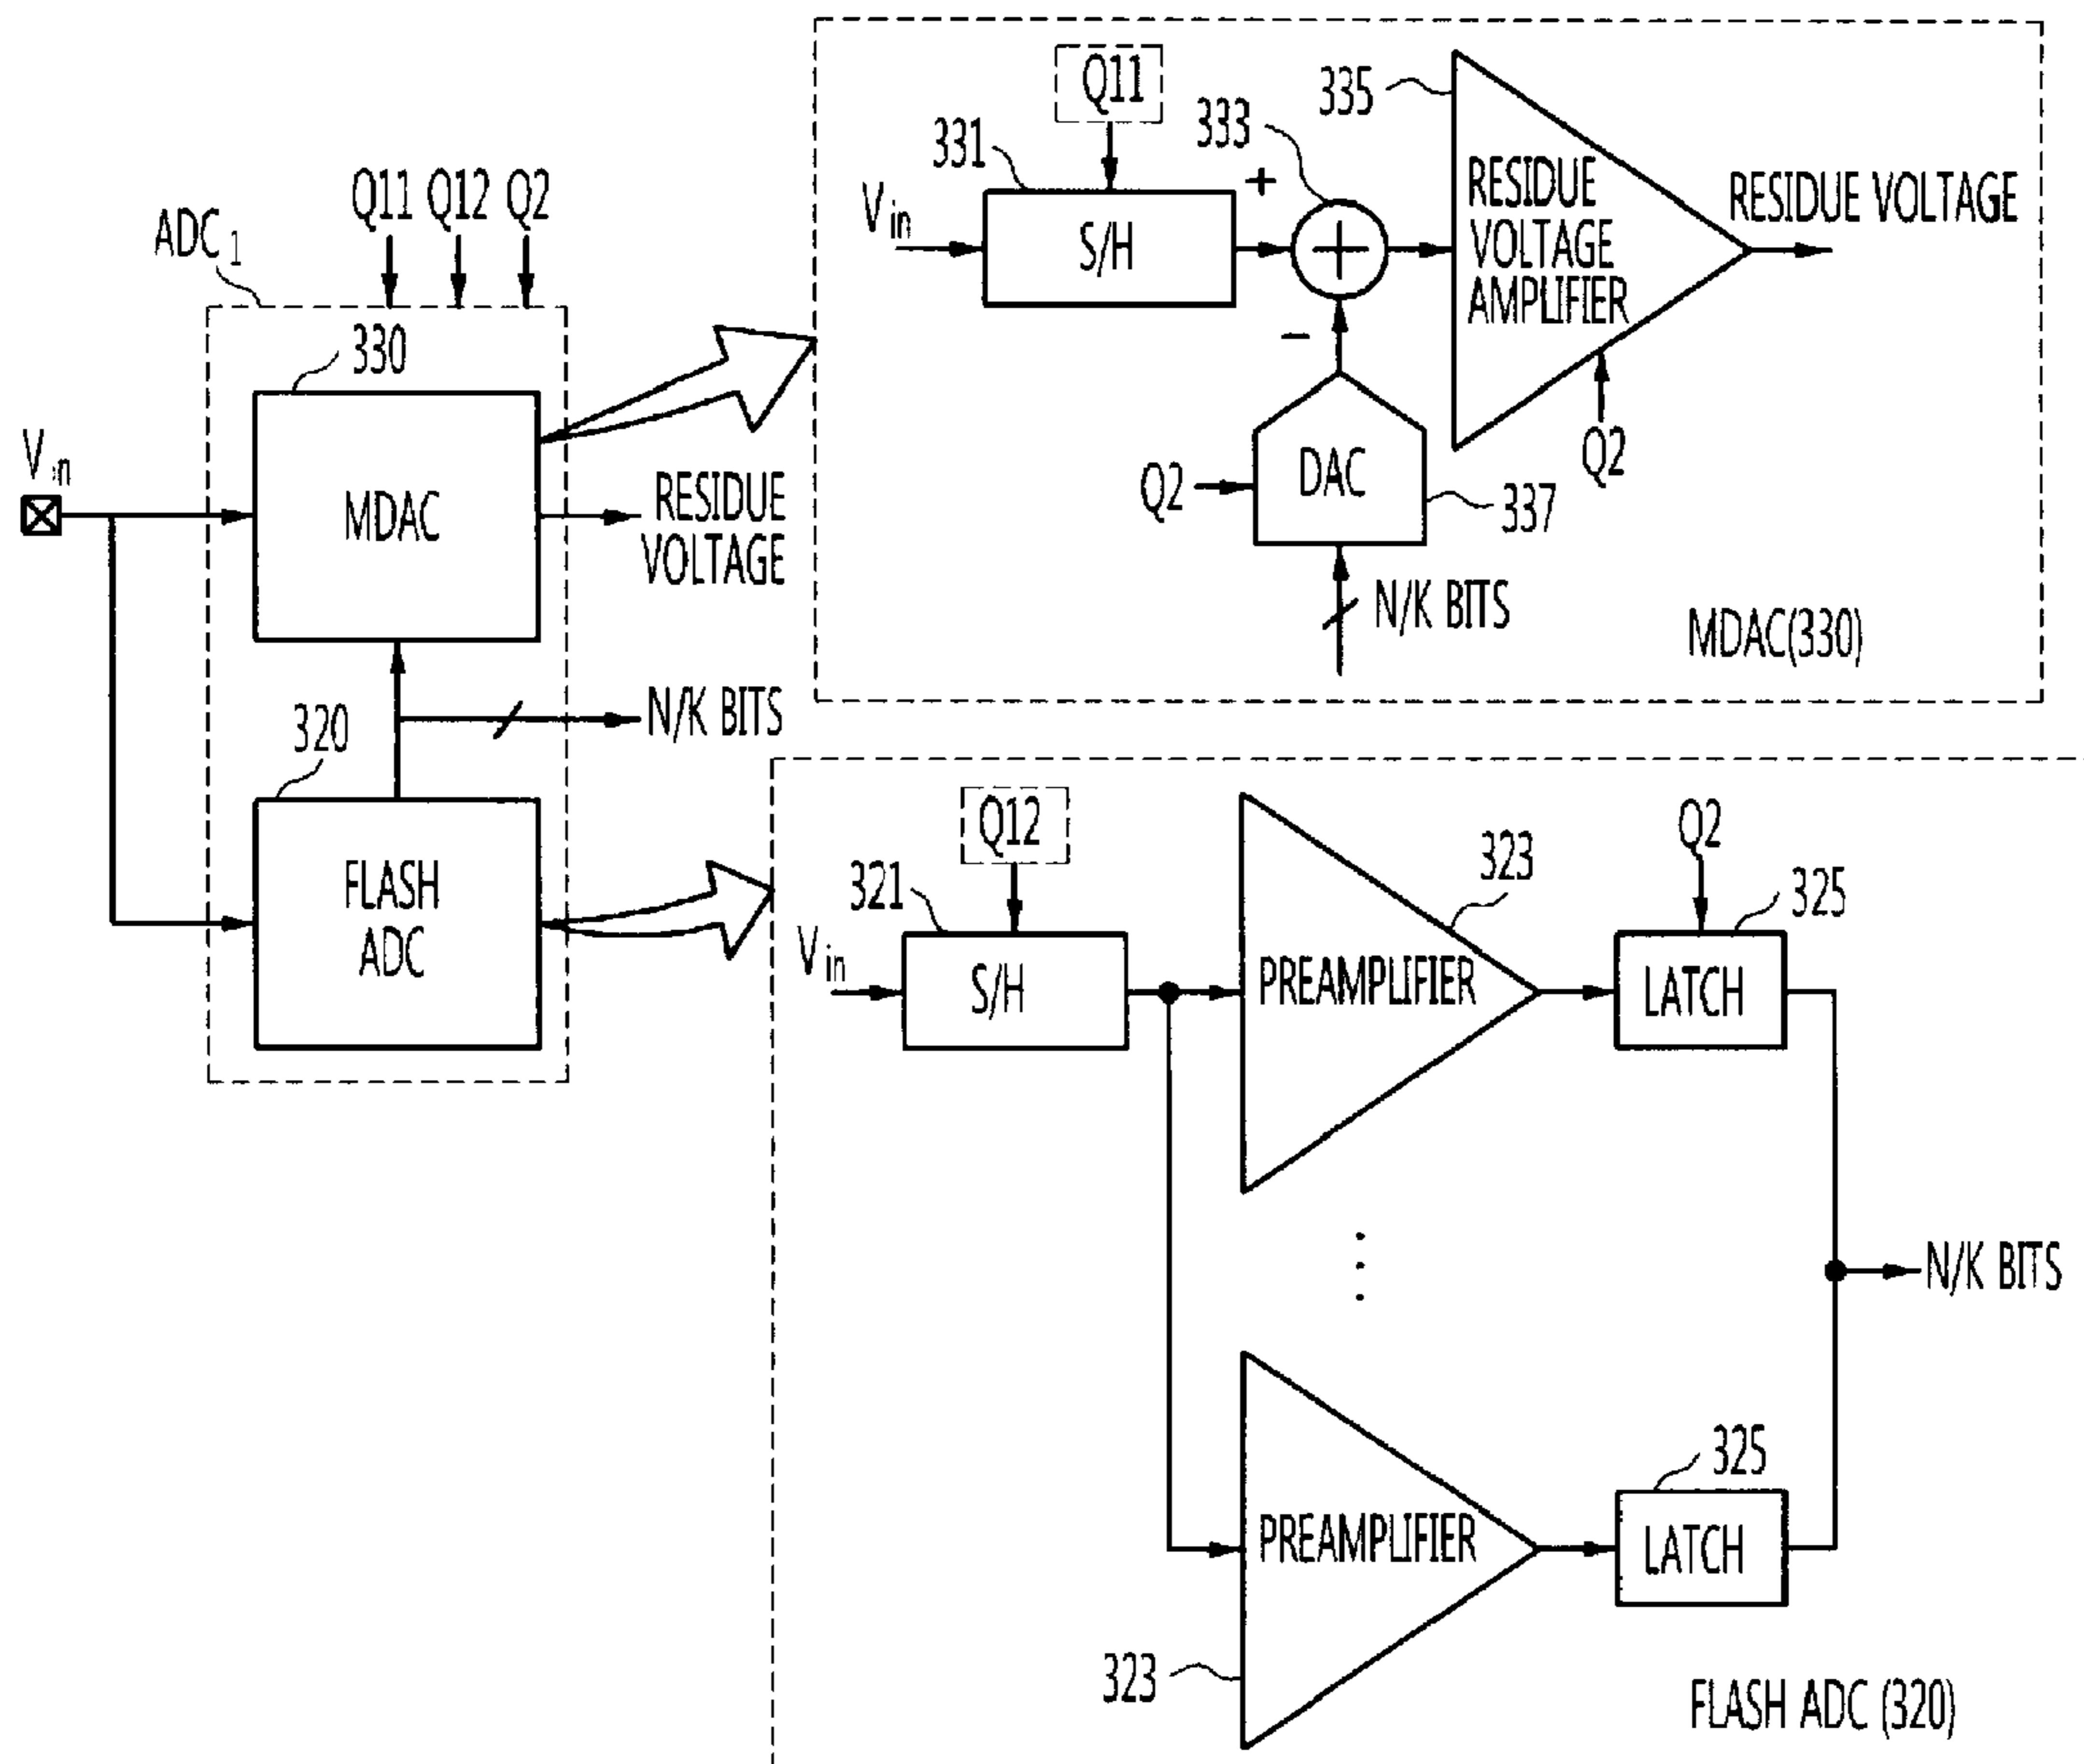 Q11 Q12 Q2
ADC1
330
Vin
MDAC
RESIDUE
VOLTAGE
N/K BITS
320
FLASH
ADC
Q11
331
333
335
Vin
S/H
+
RESIDUE
VOLTAGE
AMPLIFIER
RESIDUE VOLTAGE
−
Q2
DAC
337
Q2
N/K BITS
MDAC(330)
Q12
321
Vin
S/H
323
PREAMPLIFIER
Q2
325
LATCH
N/K BITS
PREAMPLIFIER
325
LATCH
323
FLASH ADC (320)